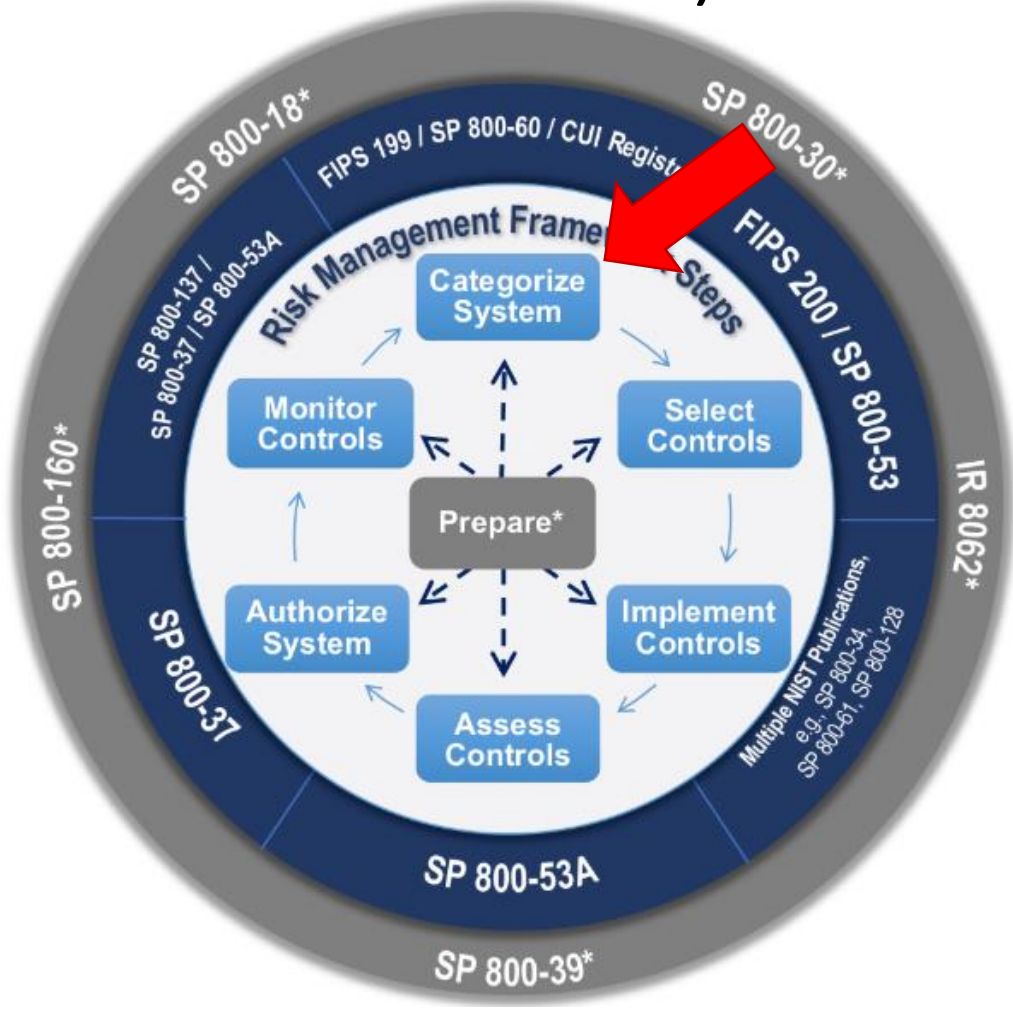 SP 800-18*
SP 800-30*
IR 8062*
SP 800-39*
SP 800-160*
FIPS 199 / SP 800-60 / CUI
FIPS 200 / SP 800-53
Multiple NIST Publications,
e.g., SP 800-34,
SP 800-61, SP 800-128
SP 800-53A
SP 800-37
SP 800-137 /
SP 800-37 / SP 800-53A
Risk Management Steps
Categorize
System
Select
Controls
Implement
Controls
Assess
Controls
Authorize
System
Monitor
Controls
Prepare*